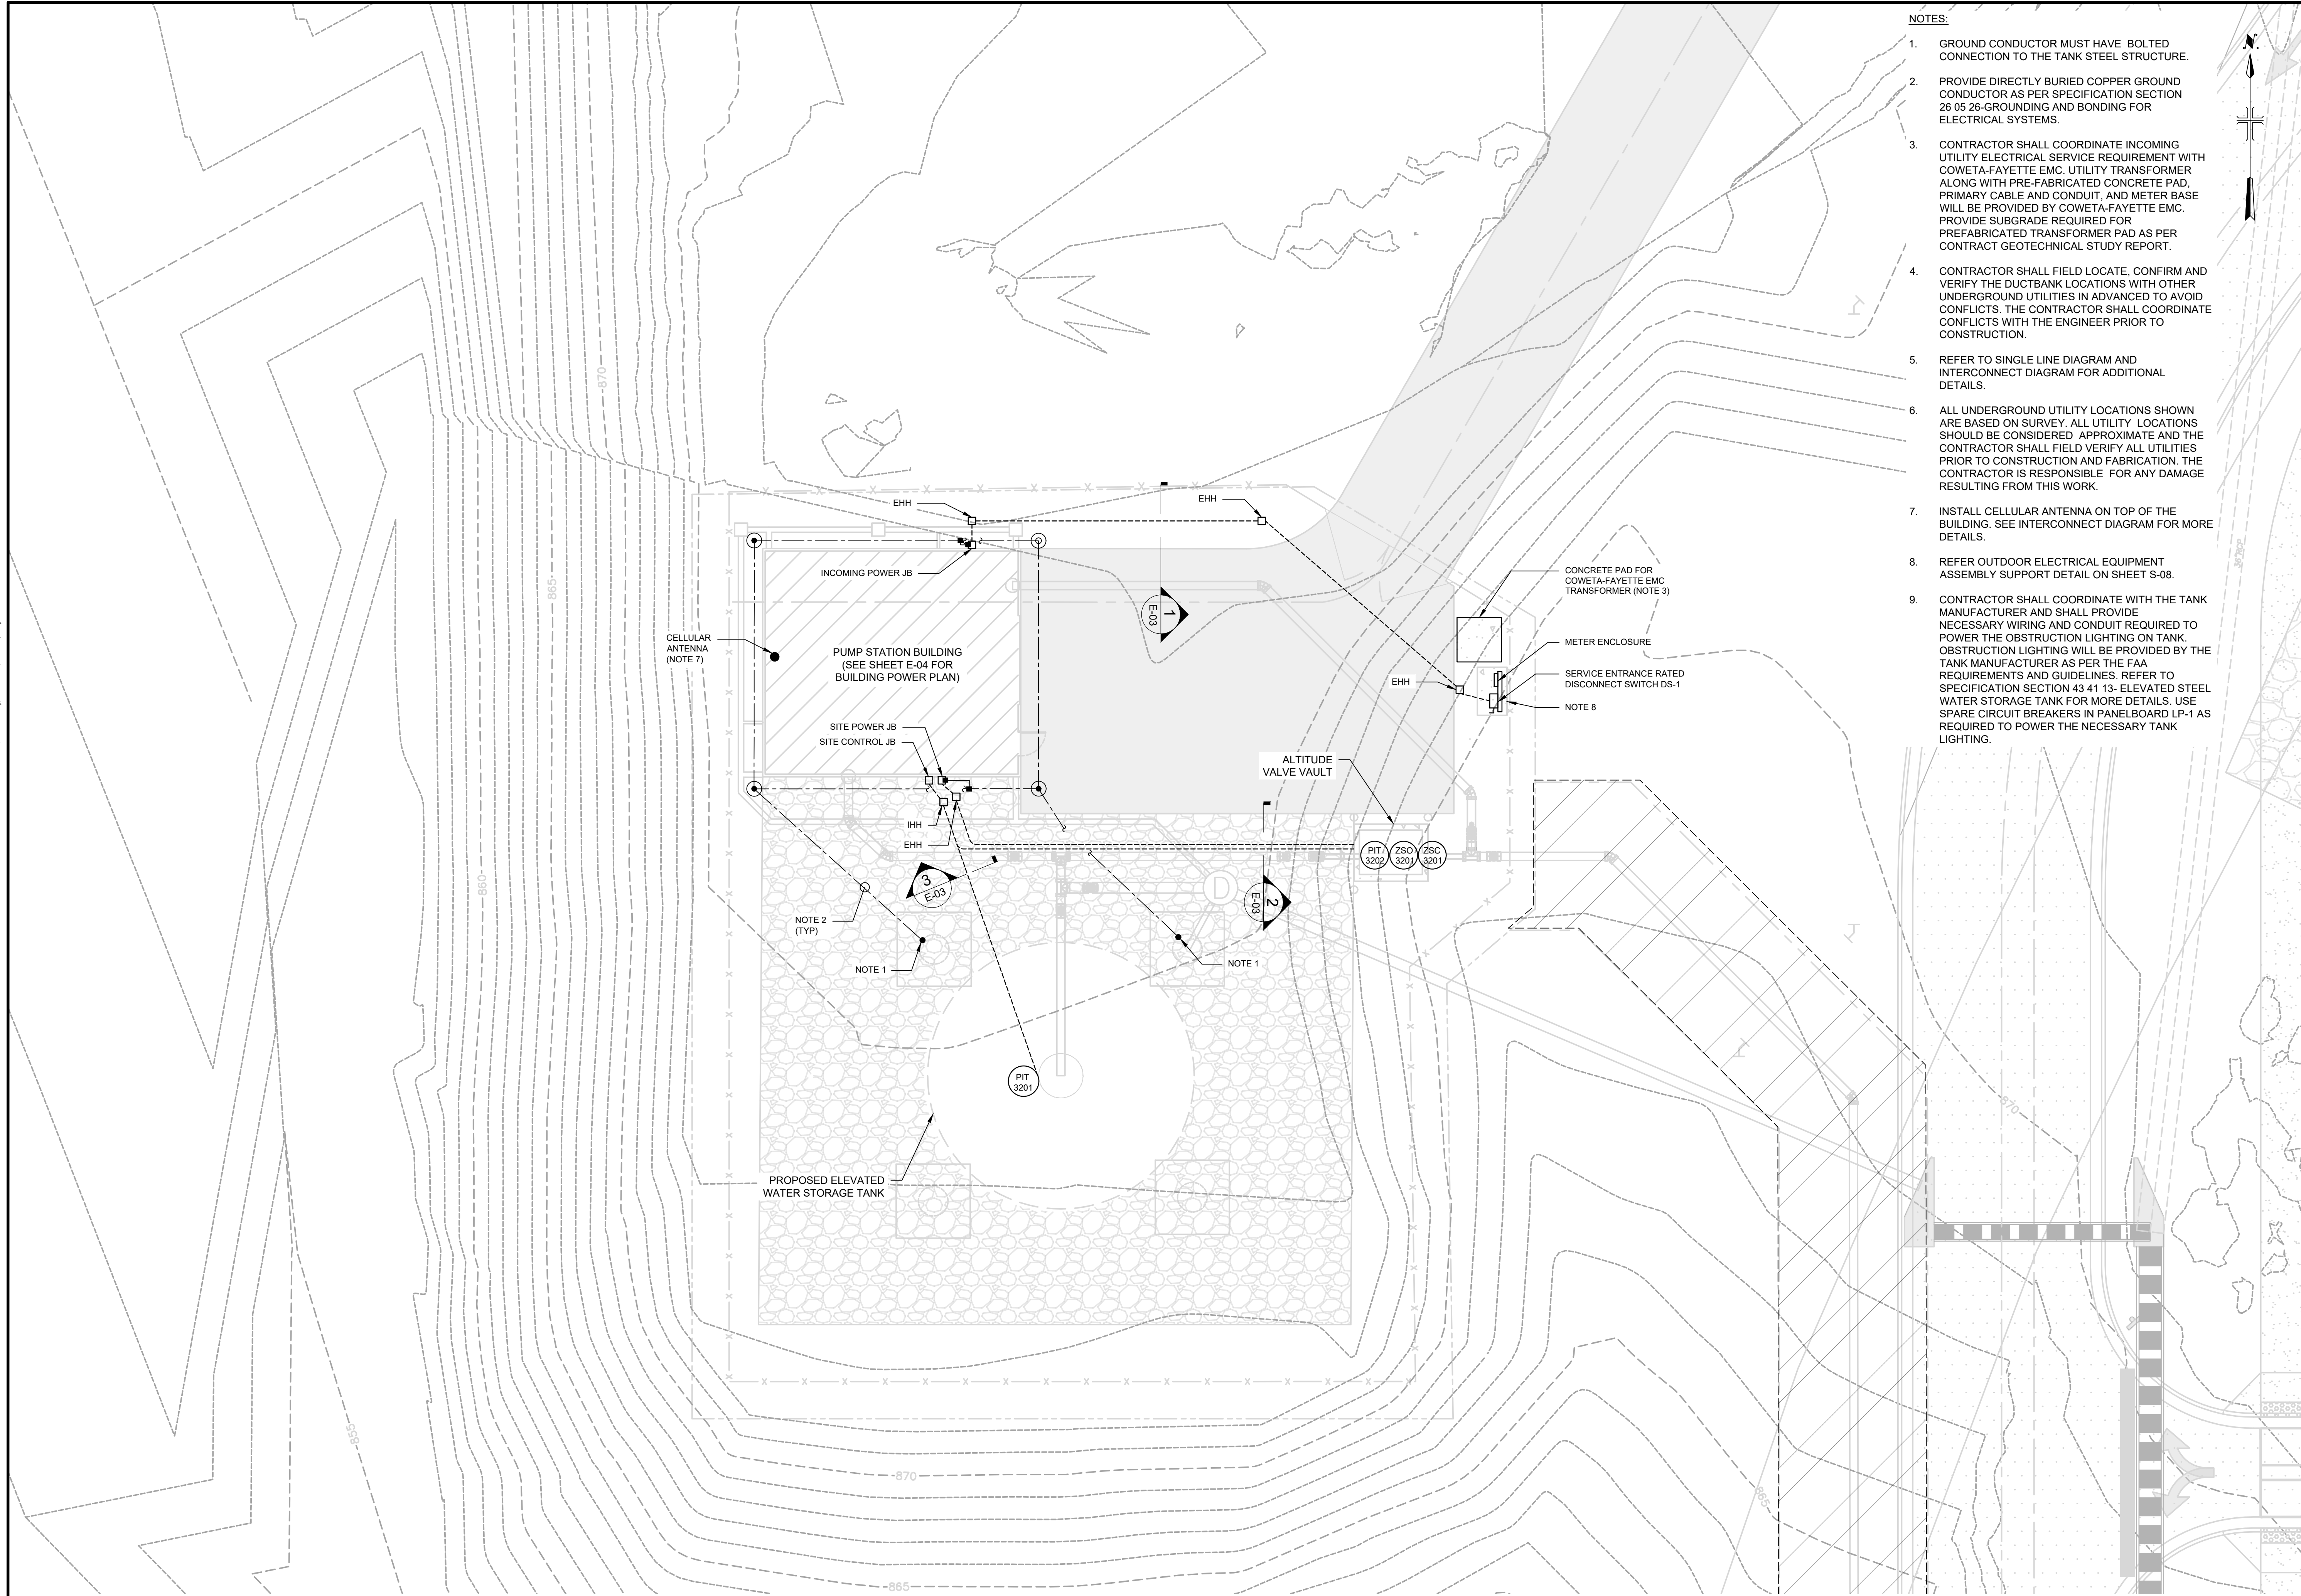 NOTES:
1. GROUND CONDUCTOR MUST HAVE BOLTED
CONNECTION TO THE TANK STEEL STRUCTURE.
2. PROVIDE DIRECTLY BURIED COPPER GROUND
CONDUCTOR AS PER SPECIFICATION SECTION
26 05 26-GROUNDING AND BONDING FOR
ELECTRICAL SYSTEMS.
3. CONTRACTOR SHALL COORDINATE INCOMING
UTILITY ELECTRICAL SERVICE REQUIREMENT WITH
COWETA-FAYETTE EMC. UTILITY TRANSFORMER
ALONG WITH PRE-FABRICATED CONCRETE PAD,
PRIMARY CABLE AND CONDUIT, AND METER BASE
WILL BE PROVIDED BY COWETA-FAYETTE EMC.
PROVIDE SUBGRADE REQUIRED FOR
PREFABRICATED TRANSFORMER PAD AS PER
CONTRACT GEOTECHNICAL STUDY REPORT.
4. CONTRACTOR SHALL FIELD LOCATE, CONFIRM AND
VERIFY THE DUCTBANK LOCATIONS WITH OTHER
UNDERGROUND UTILITIES IN ADVANCED TO AVOID
CONFLICTS. THE CONTRACTOR SHALL COORDINATE
CONFLICTS WITH THE ENGINEER PRIOR TO
CONSTRUCTION.
5. REFER TO SINGLE LINE DIAGRAM AND
INTERCONNECT DIAGRAM FOR ADDITIONAL
DETAILS.
6. ALL UNDERGROUND UTILITY LOCATIONS SHOWN
ARE BASED ON SURVEY. ALL UTILITY LOCATIONS
SHOULD BE CONSIDERED APPROXIMATE AND THE
CONTRACTOR SHALL FIELD VERIFY ALL UTILITIES
PRIOR TO CONSTRUCTION AND FABRICATION. THE
CONTRACTOR IS RESPONSIBLE FOR ANY DAMAGE
RESULTING FROM THIS WORK.
7. INSTALL CELLULAR ANTENNA ON TOP OF THE
BUILDING. SEE INTERCONNECT DIAGRAM FOR MORE
DETAILS.
8. REFER OUTDOOR ELECTRICAL EQUIPMENT
ASSEMBLY SUPPORT DETAIL ON SHEET S-08.
9. CONTRACTOR SHALL COORDINATE WITH THE TANK
MANUFACTURER AND SHALL PROVIDE
NECESSARY WIRING AND CONDUIT REQUIRED TO
POWER THE OBSTRUCTION LIGHTING ON TANK.
OBSTRUCTION LIGHTING WILL BE PROVIDED BY THE
TANK MANUFACTURER AS PER THE FAA
REQUIREMENTS AND GUIDELINES. REFER TO
SPECIFICATION SECTION 43 41 13- ELEVATED STEEL
WATER STORAGE TANK FOR MORE DETAILS. USE
SPARE CIRCUIT BREAKERS IN PANELBOARD LP-1 AS
REQUIRED TO POWER THE NECESSARY TANK
LIGHTING.
N
870
865
860
855
EHH
EHH
INCOMING POWER JB
1
E-03
CONCRETE PAD FOR
COWETA-FAYETTE EMC
TRANSFORMER (NOTE 3)
CELLULAR
ANTENNA
(NOTE 7)
PUMP STATION BUILDING
(SEE SHEET E-04 FOR
BUILDING POWER PLAN)
METER ENCLOSURE
EHH
SERVICE ENTRANCE RATED
DISCONNECT SWITCH DS-1
NOTE 8
SITE POWER JB
SITE CONTROL JB
ALTITUDE
VALVE VAULT
IHH
EHH
PIT
3202
ZSO
3201
ZSC
3201
3
E-03
D
2
E-03
NOTE 2
(TYP)
NOTE 1
NOTE 1
PIT
3201
PROPOSED ELEVATED
WATER STORAGE TANK
870
870
865
865